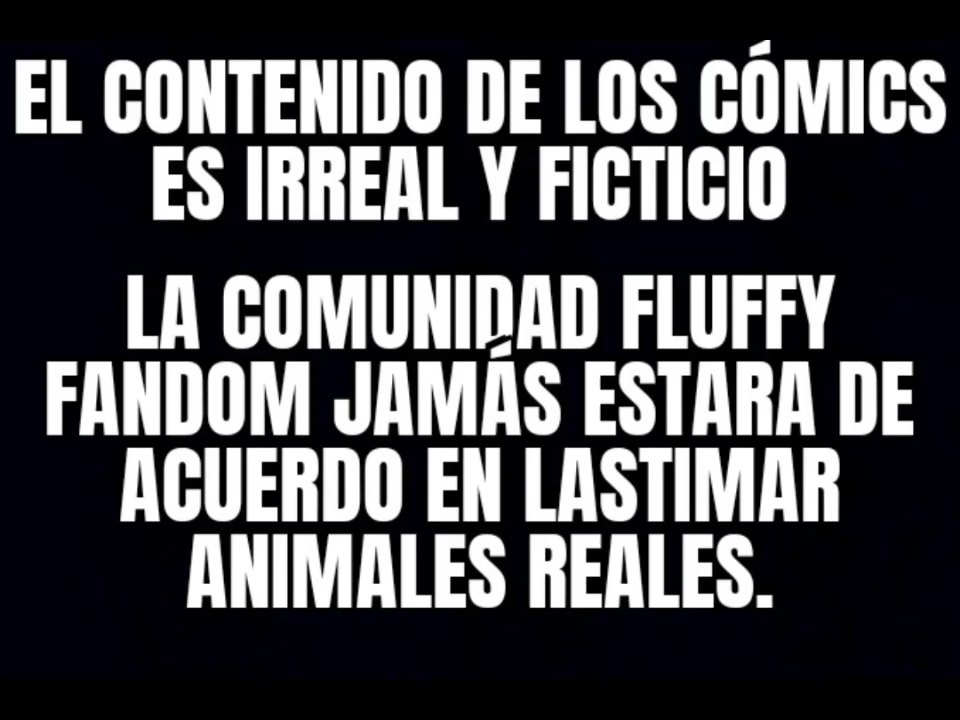 EL CONTENIDO DE LOS CÓMICS
ES IRREAL Y FICTICIO
LA COMUNIDAD FLUFFY
FANDOM JAMÁS ESTARA DE
ACUERDO EN LASTIMAR
ANIMALES REALES.